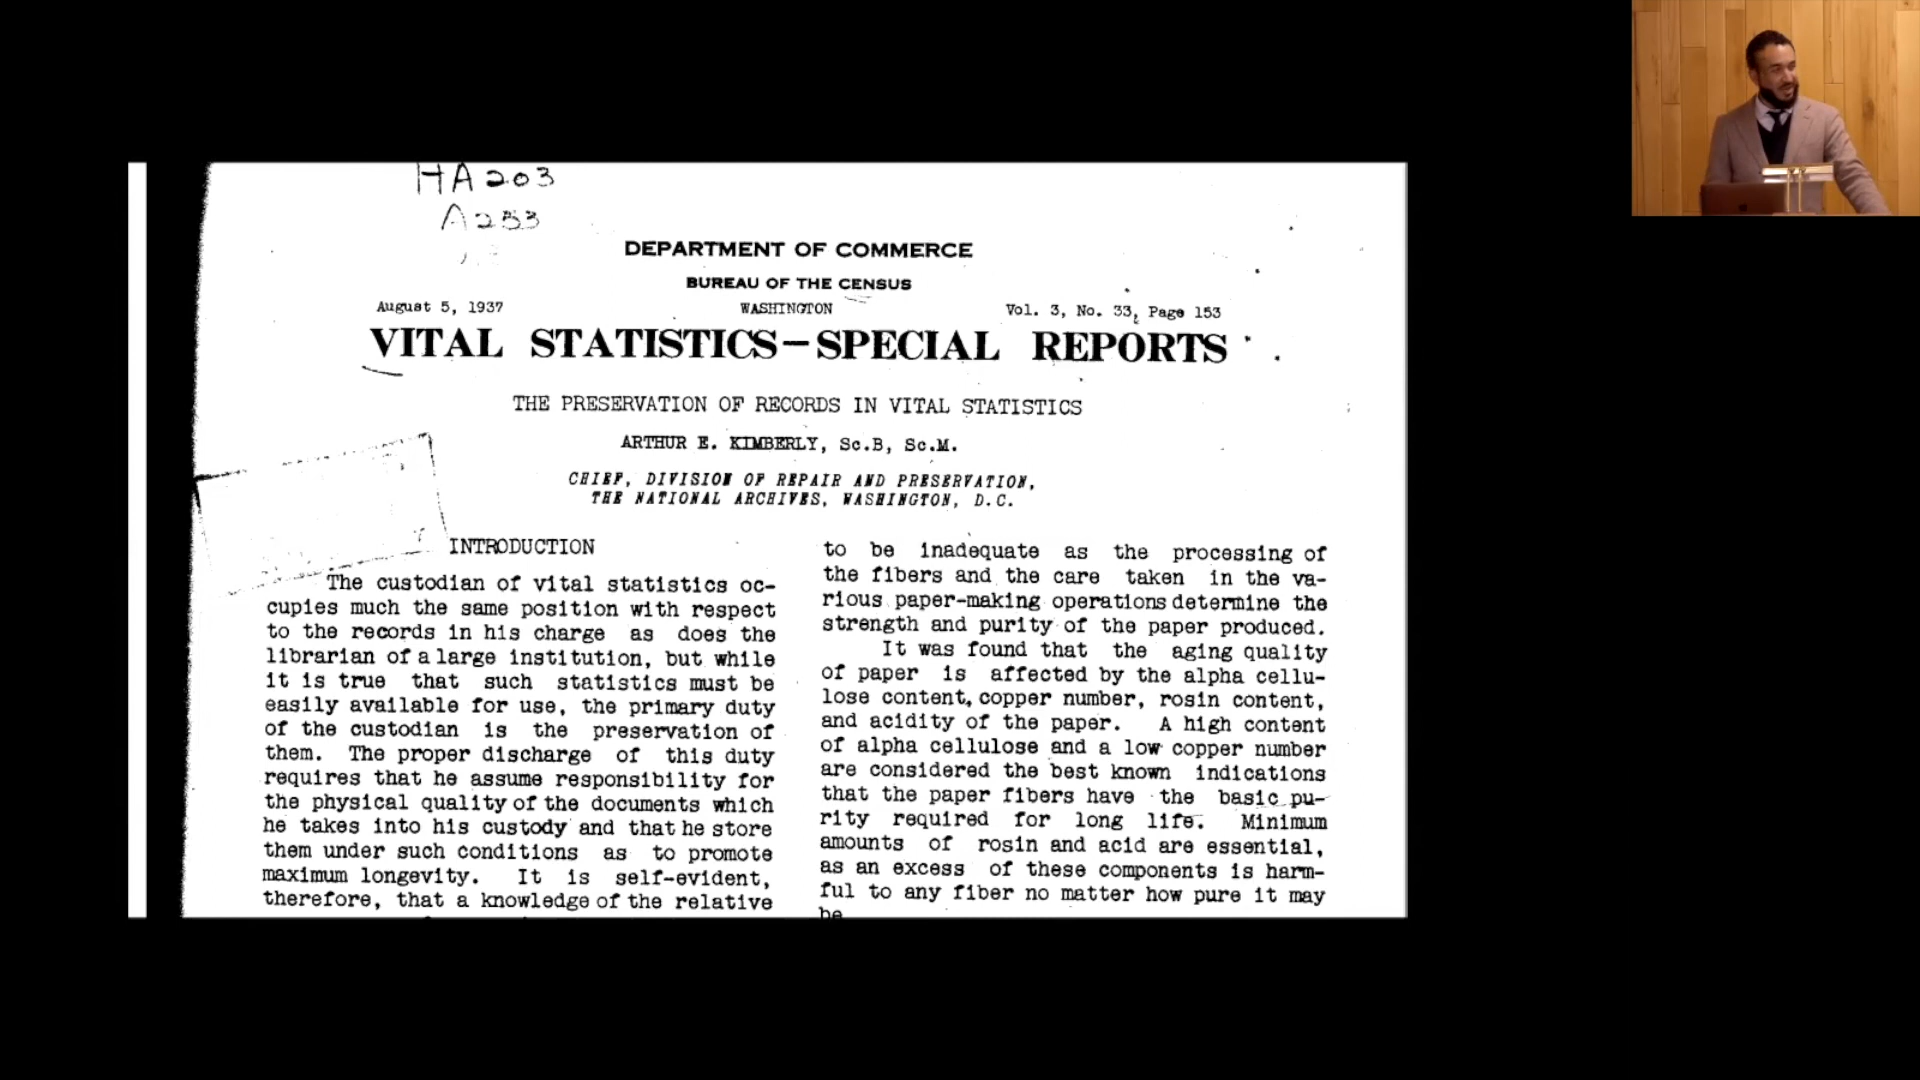 HA203
A253
DEPARTMENT OF COMMERCE
BUREAU OF THE CENSUS
August 5, 1937 WASHINGTON Vol. 3, No. 33, Page 153
VITAL STATISTICS—SPECIAL REPORTS
THE PRESERVATION OF RECORDS IN VITAL STATISTICS
ARTHUR E. KIMBERLY, Sc.B, Sc.M.
CHIEF, DIVISION OF REPAIR AND PRESERVATION,
THE NATIONAL ARCHIVES, WASHINGTON, D.C.
INTRODUCTION
The custodian of vital statistics oc-
cupies much the same position with respect
to the records in his charge as does the
librarian of a large institution, but while
it is true that such statistics must be
easily available for use, the primary duty
of the custodian is the preservation of
them. The proper discharge of this duty
requires that he assume responsibility for
the physical quality of the documents which
he takes into his custody and that he store
them under such conditions as to promote
maximum longevity. It is self-evident,
therefore, that a knowledge of the relative
to be inadequate as the processing of
the fibers and the care taken in the va-
rious paper-making operations determine the
strength and purity of the paper produced.
It was found that the aging quality
of paper is affected by the alpha cellu-
lose content, copper number, rosin content,
and acidity of the paper. A high content
of alpha cellulose and a low copper number
are considered the best known indications
that the paper fibers have the basic pu-
rity required for long life. Minimum
amounts of rosin and acid are essential,
as an excess of these components is harm-
ful to any fiber no matter how pure it may
be